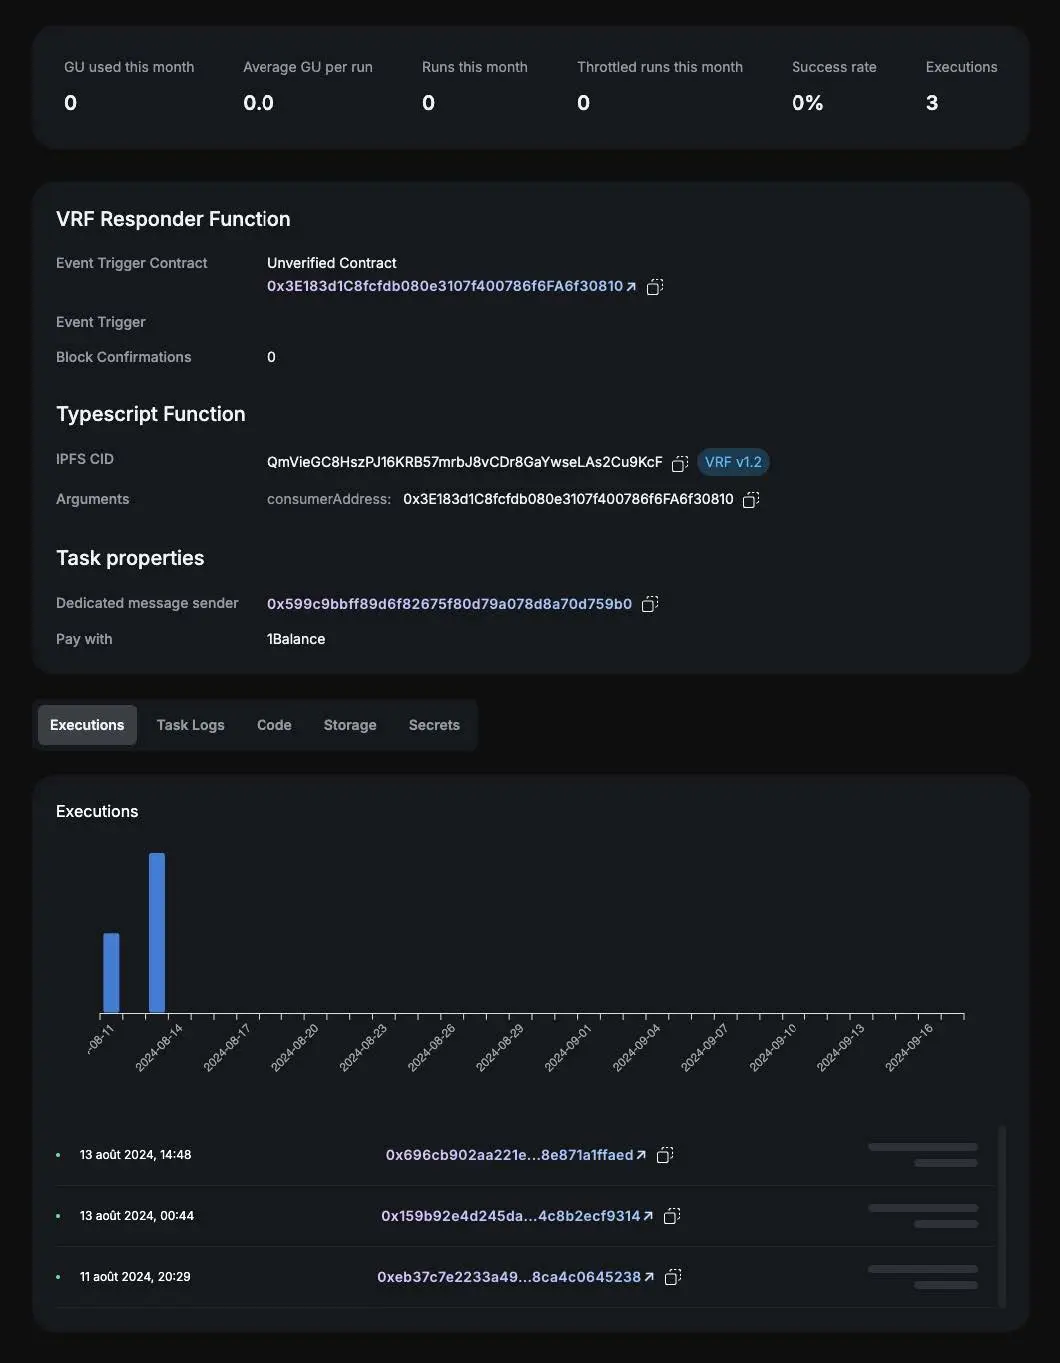 GU used this month
Average GU per run
Runs this month
Throttled runs this month
Success rate
Executions
0
0.0
0
0
0%
3
VRF Responder Function
Event Trigger Contract
Unverified Contract
0x3E183d1C8fcfdb080e3107f400786f6FA6f30810
Event Trigger
Block Confirmations
0
Typescript Function
IPFS CID
QmVieGC8HszPJ16KRB57mrbJ8vCDr8GaYwseLAs2Cu9KcF
VRF v1.2
Arguments
consumerAddress: 0x3E183d1C8fcfdb080e3107f400786f6FA6f30810
Task properties
Dedicated message sender
0x599c9bbff89d6f82675f80d79a078d8a70d759b0
Pay with
1Balance
Executions
Task Logs
Code
Storage
Secrets
Executions
-08-11
2024-08-14
2024-08-17
2024-08-20
2024-08-23
2024-08-26
2024-08-29
2024-09-01
2024-09-04
2024-09-07
2024-09-10
2024-09-13
2024-09-16
13 août 2024, 14:48
0x696cb902aa221e...8e871a1ffaed
13 août 2024, 00:44
0x159b92e4d245da...4c8b2ecf9314
11 août 2024, 20:29
0xeb37c7e2233a49...8ca4c0645238